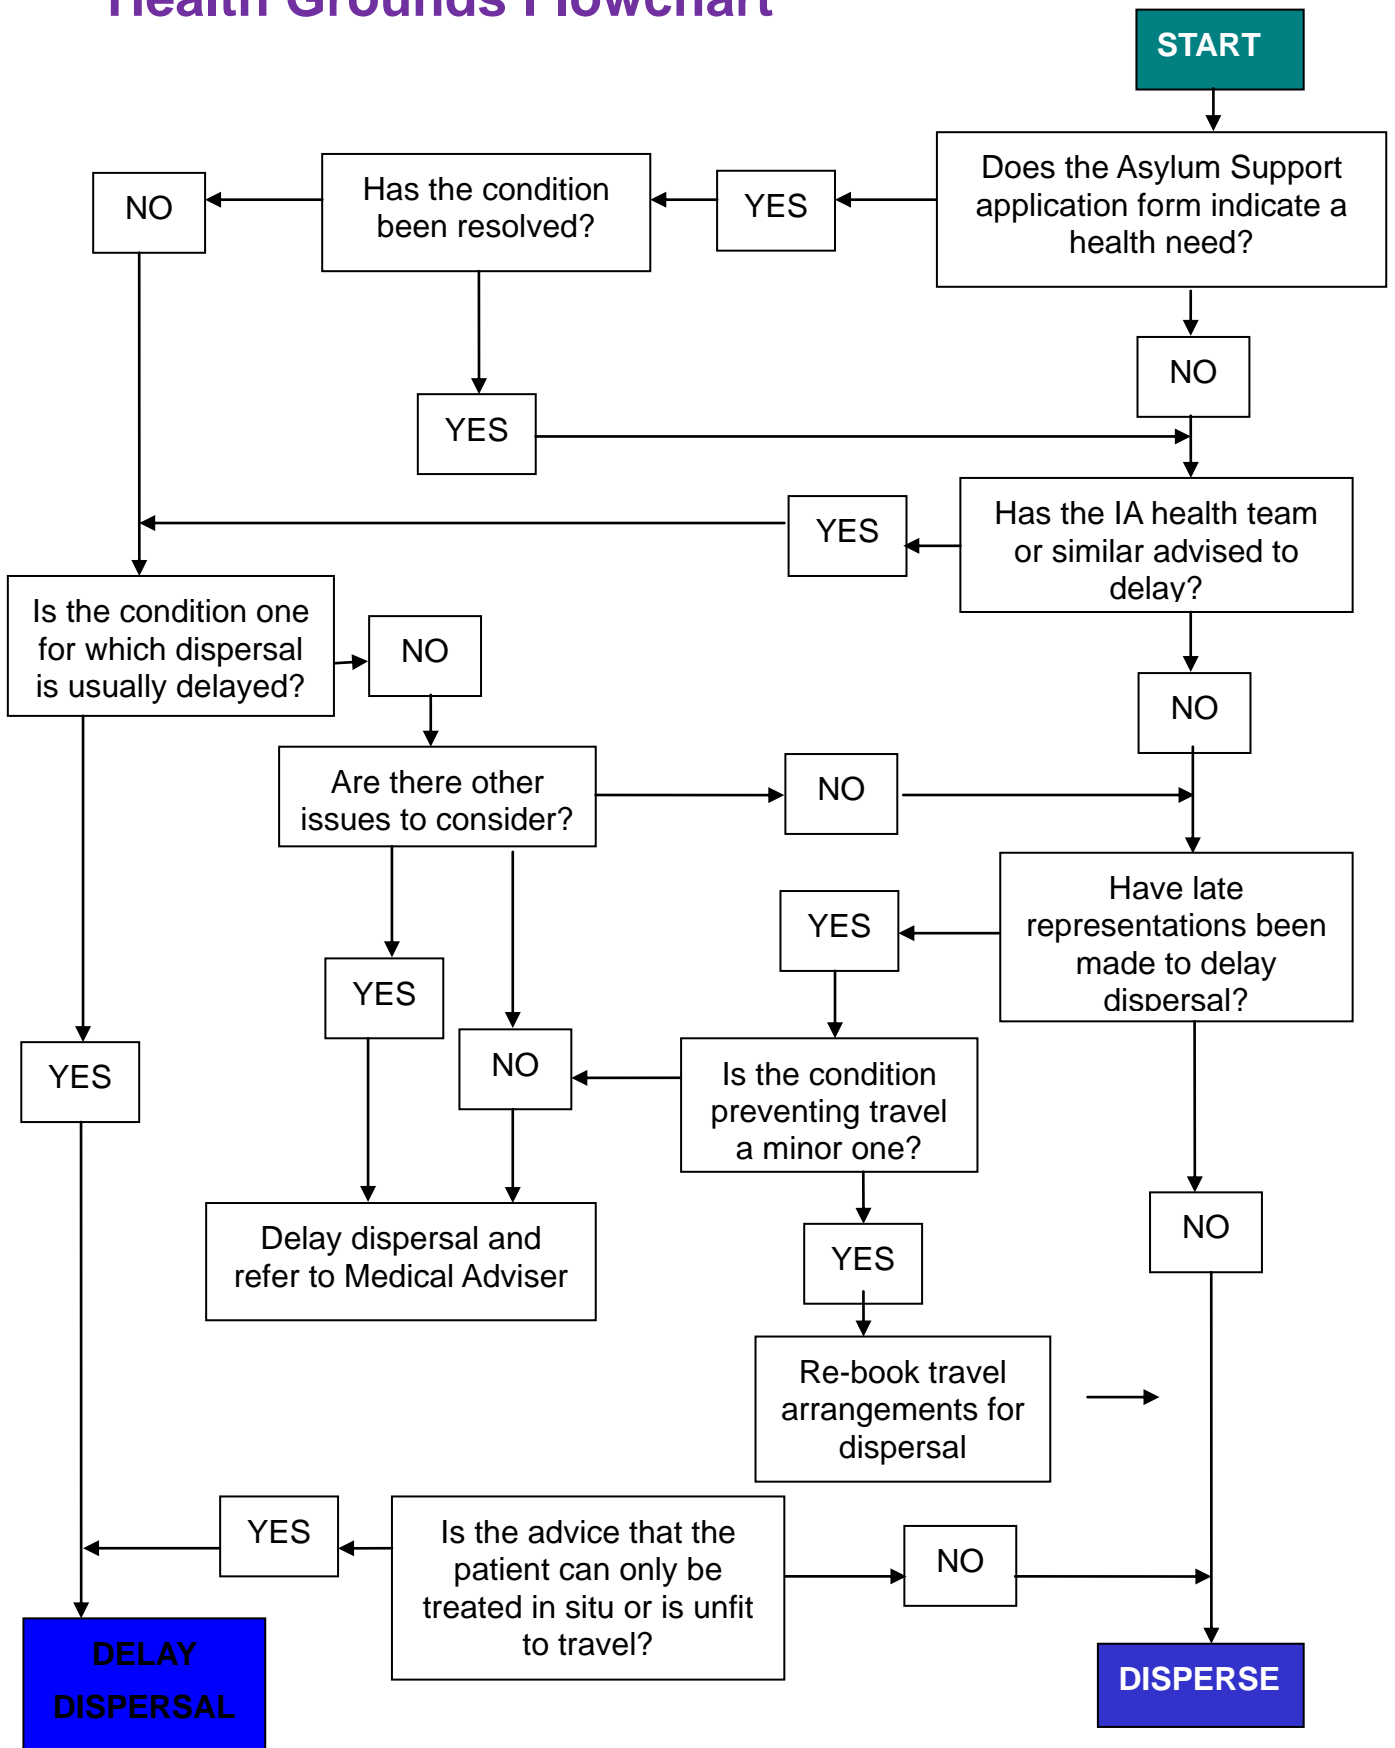 Health Grounds Flowchart
START
Does the Asylum Support
application form indicate a
health need?
YES
Has the condition
been resolved?
NO
NO
YES
Has the IA health team
or similar advised to
delay?
YES
Is the condition one
for which dispersal
is usually delayed?
NO
NO
Are there other
issues to consider?
NO
Have late
representations been
made to delay
dispersal?
YES
YES
NO
Is the condition
preventing travel
a minor one?
YES
NO
Delay dispersal and
refer to Medical Adviser
YES
Re-book travel
arrangements for
dispersal
Is the advice that the
patient can only be
treated in situ or is unfit
to travel?
YES
NO
DELAY
DISPERSAL
DISPERSE